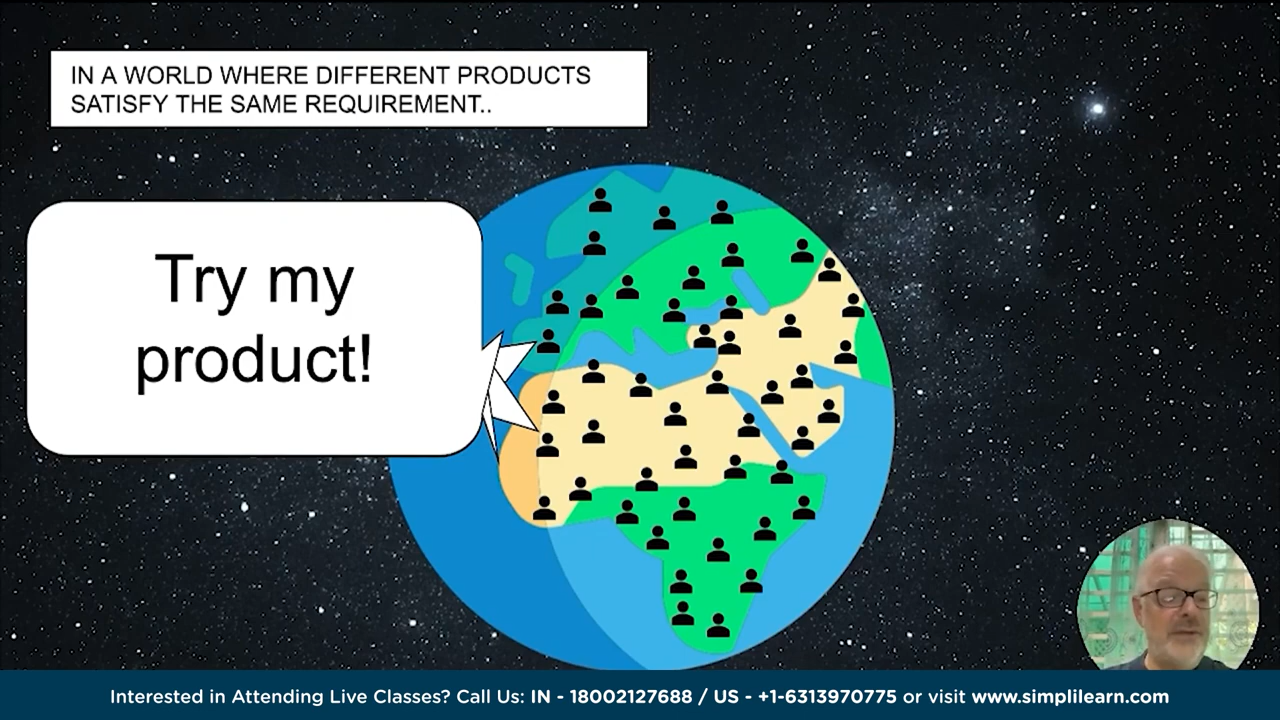 IN A WORLD WHERE DIFFERENT PRODUCTS
SATISFY THE SAME REQUIREMENT..
Try my
product!
Interested in Attending Live Classes? Call Us: IN - 18002127688 / US - +1-6313970775 or visit www.simplilearn.com